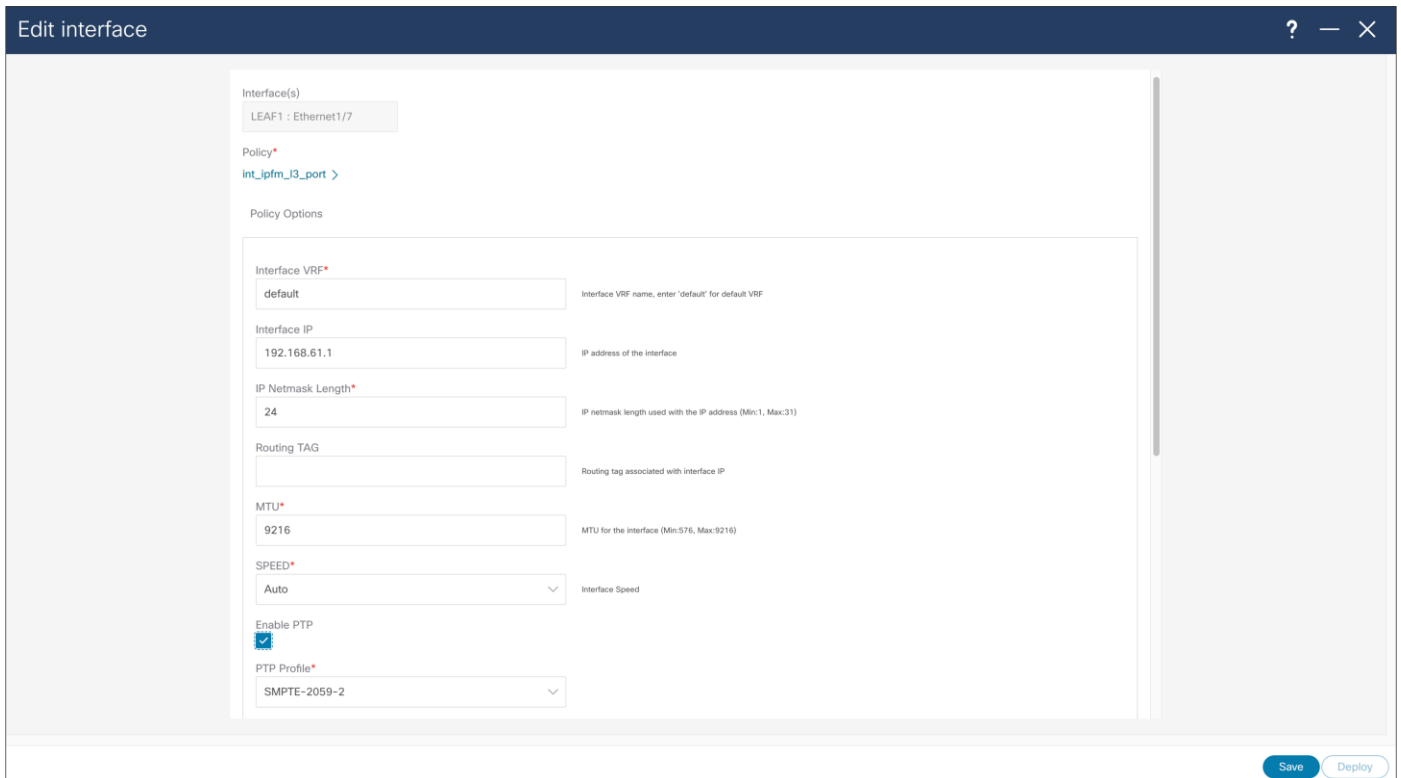 Edit interface
?
Interface(s)
LEAF1 : Ethernet1/7
Policy*
int_ipfm_l3_port >
Policy Options
Interface VRF*
default
Interface VRF name, enter 'default' for default VRF
Interface IP
192.168.61.1
IP address of the interface
IP Netmask Length*
24
IP netmask length used with the IP address (Min:1, Max:31)
Routing TAG
Routing tag associated with interface IP
MTU*
9216
MTU for the interface (Min:576, Max:9216)
SPEED*
Auto
Interface Speed
Enable PTP
PTP Profile*
SMPTE-2059-2
Save
Deploy